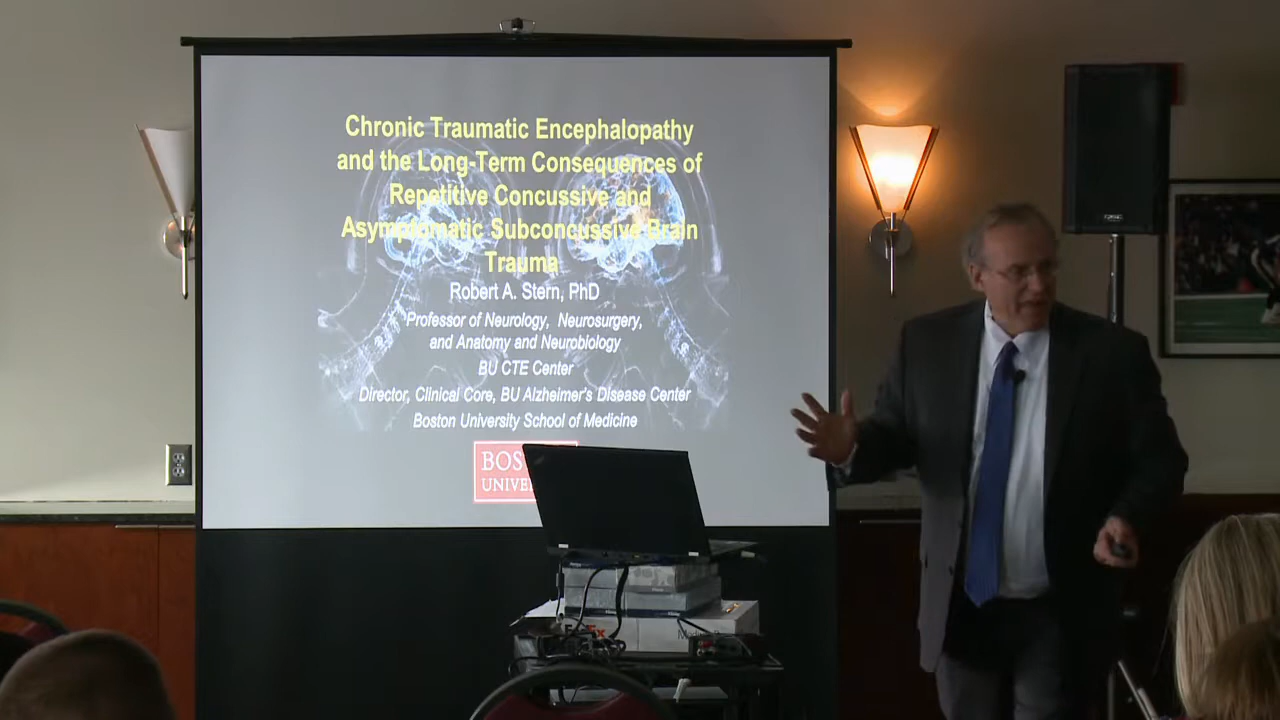 Chronic Traumatic Encephalopathy
and the Long-Term Consequences of
Repetitive Concussive and
Asymptomatic Subconcussive Brain
Trauma
Robert A. Stern, PhD
Professor of Neurology, Neurosurgery,
and Anatomy and Neurobiology
BU CTE Center
Director, Clinical Core, BU Alzheimer's Disease Center
Boston University School of Medicine
BOS
UNIVE
FedEx